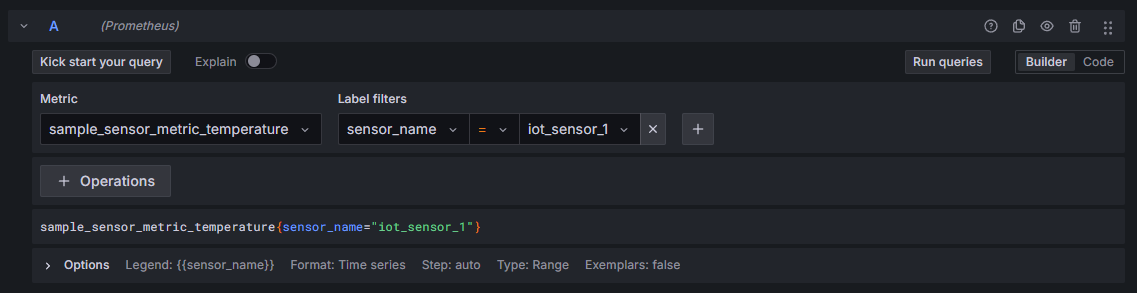 A (Prometheus)
Kick start your query Explain Run queries Builder Code
Metric Label filters
sample_sensor_metric_temperature sensor_name = iot_sensor_1
+ Operations
sample_sensor_metric_temperature{sensor_name="iot_sensor_1"}
Options Legend: {{sensor_name}} Format: Time series Step: auto Type: Range Exemplars: false